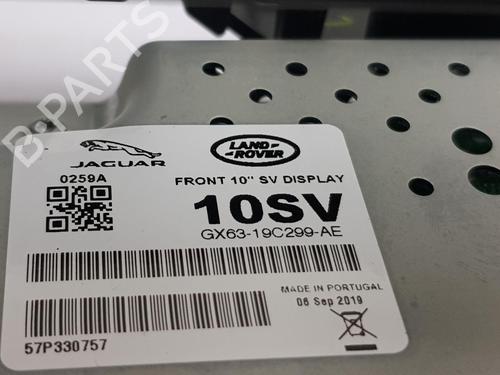 B-PARTS
JAGUAR
LAND-
-ROVER
0259A
FRONT 10" SV DISPLAY
10SV
GX63-19C299-AE
MADE IN PORTUGAL
06 Sep 2019
57P330757